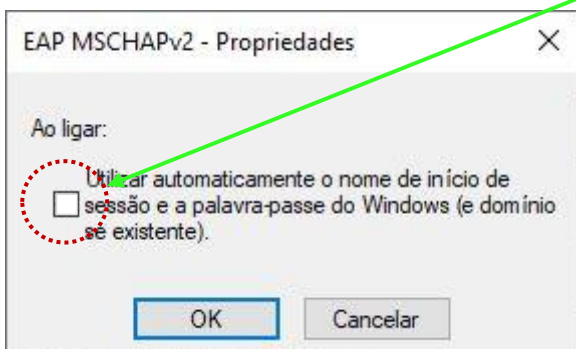 EAP MSCHAPv2 - Propriedades
Ao ligar:
Utilizar automaticamente o nome de início de
sessão e a palavra-passe do Windows (e domínio
se existente).
OK
Cancelar